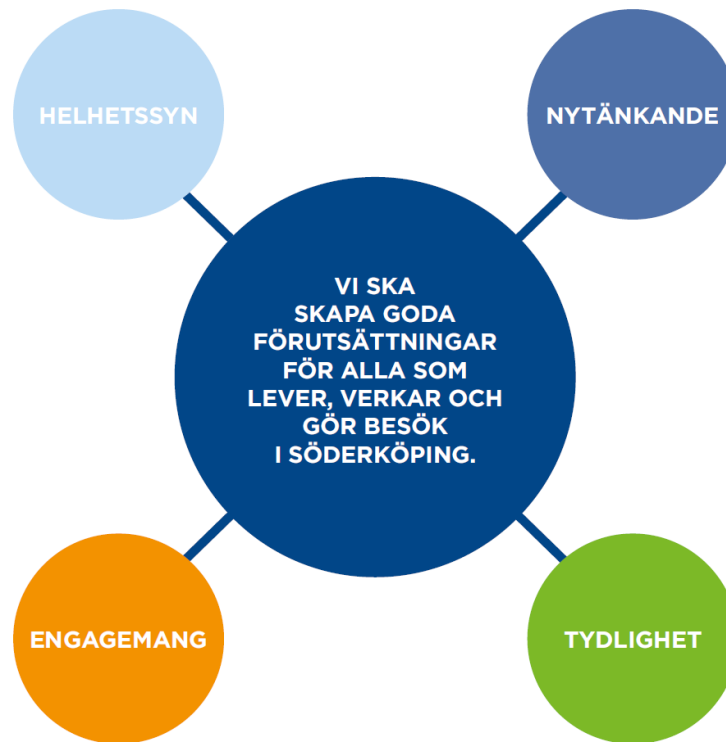 HELHETSSYN
NYTÄNKANDE
VI SKA
SKAPA GODA
FÖRUTSÄTTNINGAR
FÖR ALLA SOM
LEVER, VERKAR OCH
GÖR BESÖK
I SÖDERKÖPING.
ENGAGEMANG
TYDLIGHET